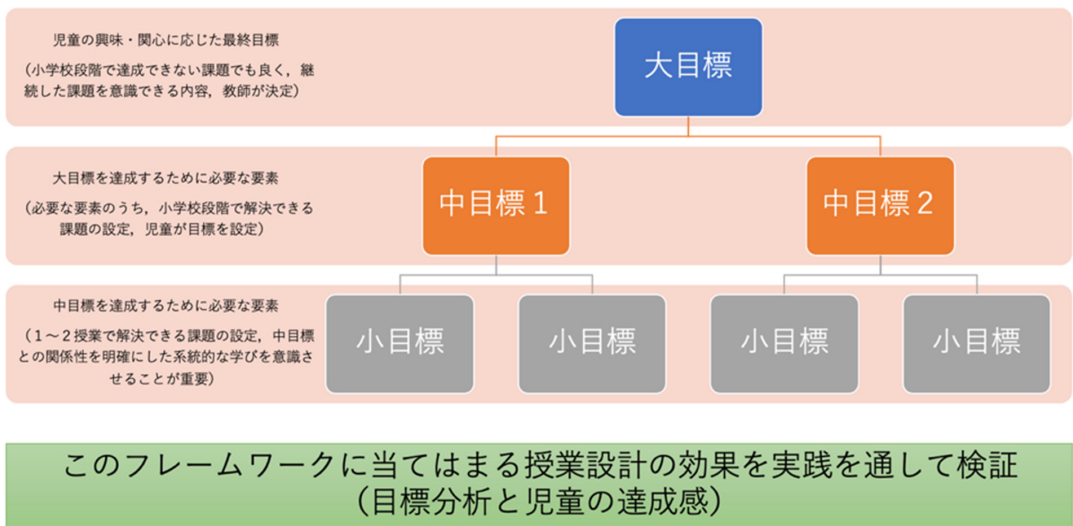 児童の興味・関心に応じた最終目標
（小学校段階で達成できない課題でも良く，継
続した課題を意識できる内容，教師が決定）
大目標
大目標を達成するために必要な要素
（必要な要素のうち，小学校段階で解決できる
課題の設定，児童が目標を設定）
中目標１
中目標２
中目標を達成するために必要な要素
（１～２授業で解決できる課題の設定，中目標
との関係性を明確にした系統的な学びを意識さ
せることが重要）
小目標
小目標
小目標
小目標
このフレームワークに当てはまる授業設計の効果を実践を通して検証
（目標分析と児童の達成感）